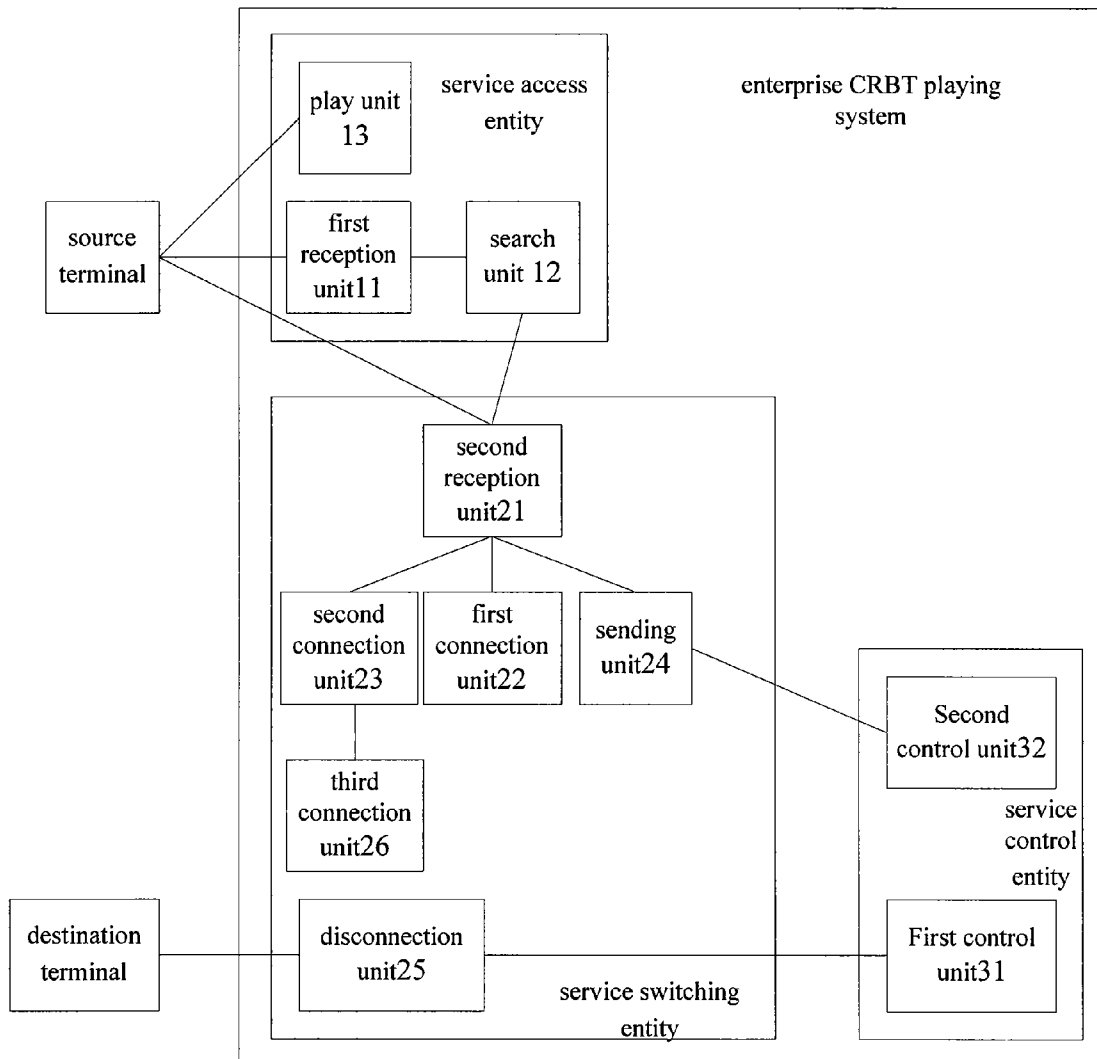 play unit
13
service access
entity
enterprise CRBT playing
system
source
terminal
first
reception
unit11
search
unit 12
second
reception
unit21
second
connection
unit23
first
connection
unit22
sending
unit24
Second
control unit32
third
connection
unit26
service
control
entity
destination
terminal
disconnection
unit25
First control
unit31
service switching
entity